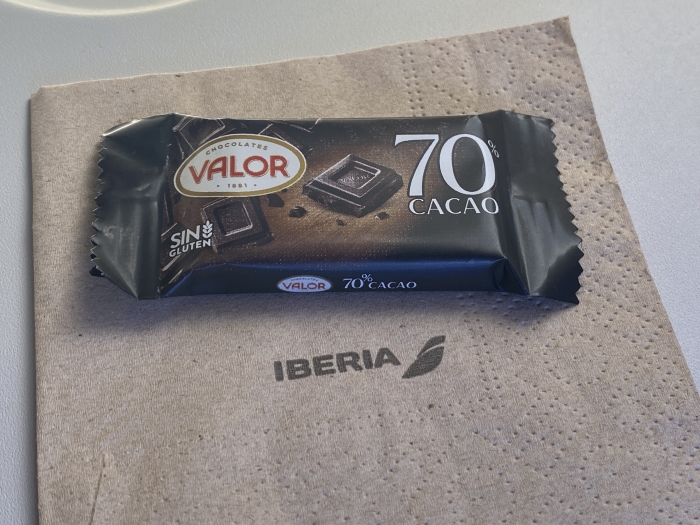 CHOCOLATES
VALOR
1881
70%
CACAO
SIN
GLUTEN
VALOR
70% CACAO
IBERIA